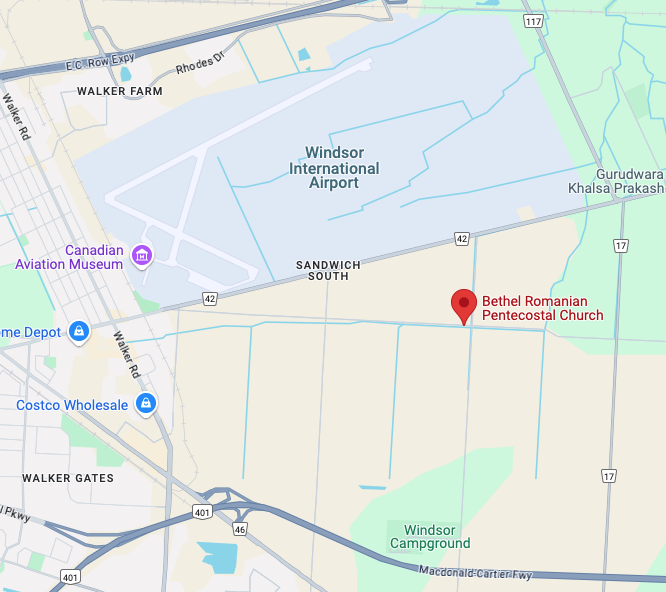 117
E.C. Row Expy
Rhodes Dr
WALKER FARM
Walker Rd
Windsor
International
Airport
Gurudwara
Khalsa Prakash
42
17
Canadian
Aviation Museum
SANDWICH
SOUTH
42
Bethel Romanian
Pentecostal Church
ome Depot
Walker Rd
Costco Wholesale
WALKER GATES
17
l Pkwy
401
46
Windsor
Campground
401
Macdonald-Cartier Fwy